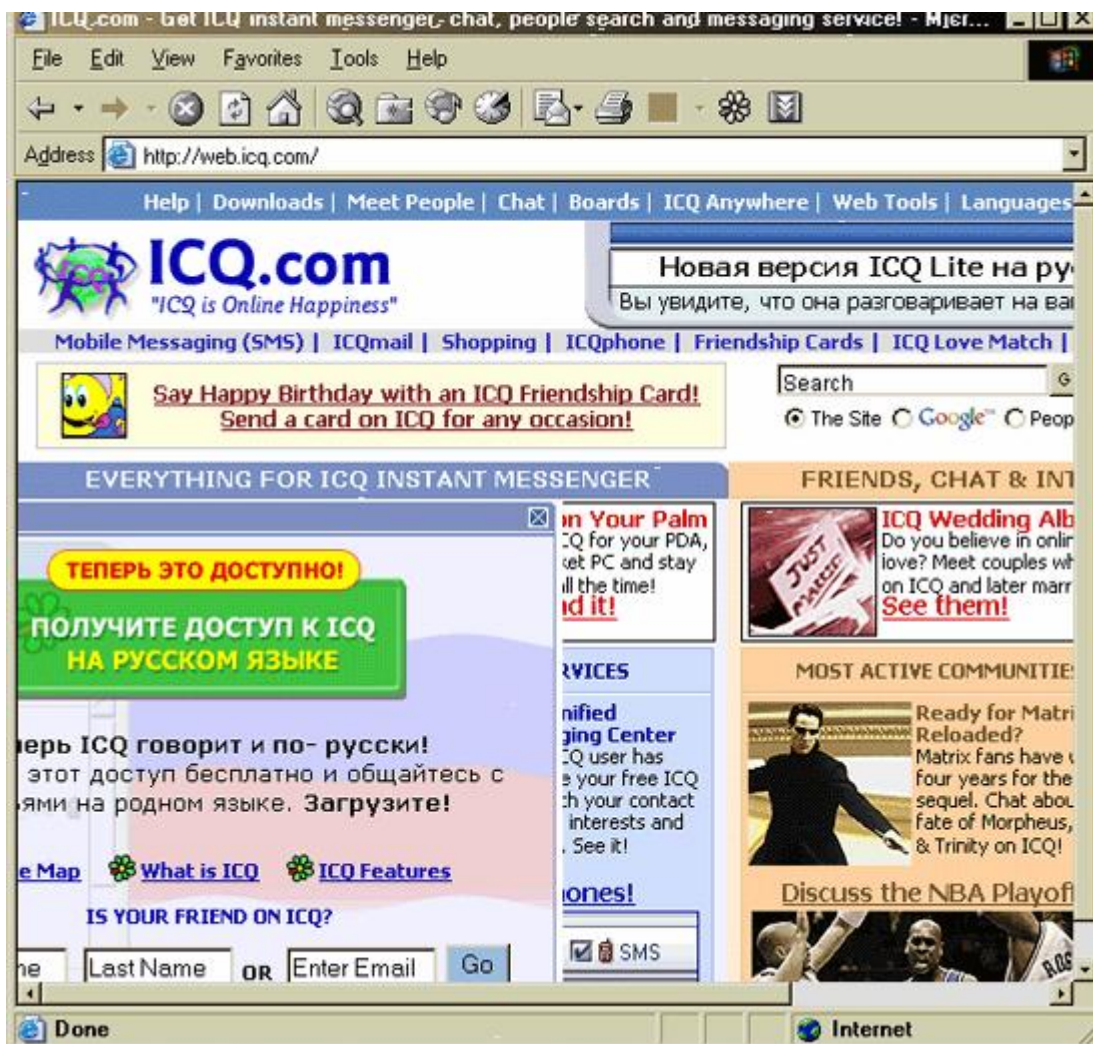 ICQ.com - Get ICQ instant messenger, chat, people search and messaging service! - Micr...
File Edit View Favorites Tools Help
Address http://web.icq.com/
Help | Downloads | Meet People | Chat | Boards | ICQ Anywhere | Web Tools | Languages
ICQ.com
"ICQ is Online Happiness"
Новая версия ICQ Lite на ру
Вы увидите, что она разговаривает на ва
Mobile Messaging (SMS) | ICQmail | Shopping | ICQphone | Friendship Cards | ICQ Love Match |
Say Happy Birthday with an ICQ Friendship Card!
Send a card on ICQ for any occasion!
Search G
The Site Google Peop
EVERYTHING FOR ICQ INSTANT MESSENGER
ТЕПЕРЬ ЭТО ДОСТУПНО!
ПОЛУЧИТЕ ДОСТУП К ICQ
НА РУССКОМ ЯЗЫКЕ
ерь ICQ говорит и по- русски!
этот доступ бесплатно и общайтесь с
ьями на родном языке. Загрузите!
e Map What is ICQ ICQ Features
IS YOUR FRIEND ON ICQ?
me Last Name OR Enter Email Go
on Your Palm
CQ for your PDA,
ket PC and stay
all the time!
d it!
RVICES
nified
ging Center
CQ user has
e your free ICQ
ch your contact
interests and
. See it!
ones!
SMS
FRIENDS, CHAT & INT
ICQ Wedding Alb
Do you believe in onlin
love? Meet couples wh
on ICQ and later marr
See them!
JUST
MOST ACTIVE COMMUNITIE
Ready for Matri
Reloaded?
Matrix fans have
four years for the
sequel. Chat abou
fate of Morpheus,
& Trinity on ICQ!
Discuss the NBA Playoff
Done Internet